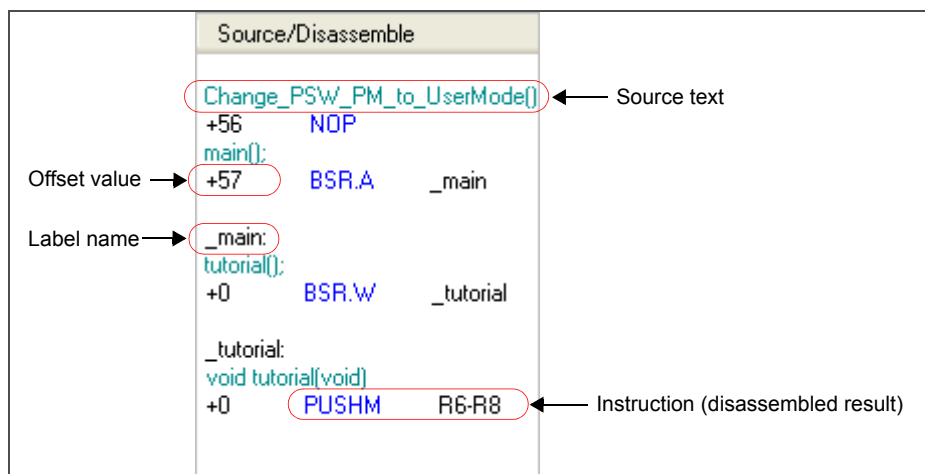 Source/Disassemble
Change_PSW_PM_to_UserMode()
Source text
+56 NOP
main();
Offset value
+57 BSR.A _main
Label name
_main:
tutorial();
+0 BSR.W _tutorial
_tutorial:
void tutorial(void)
+0 PUSHM R6-R8
Instruction (disassembled result)